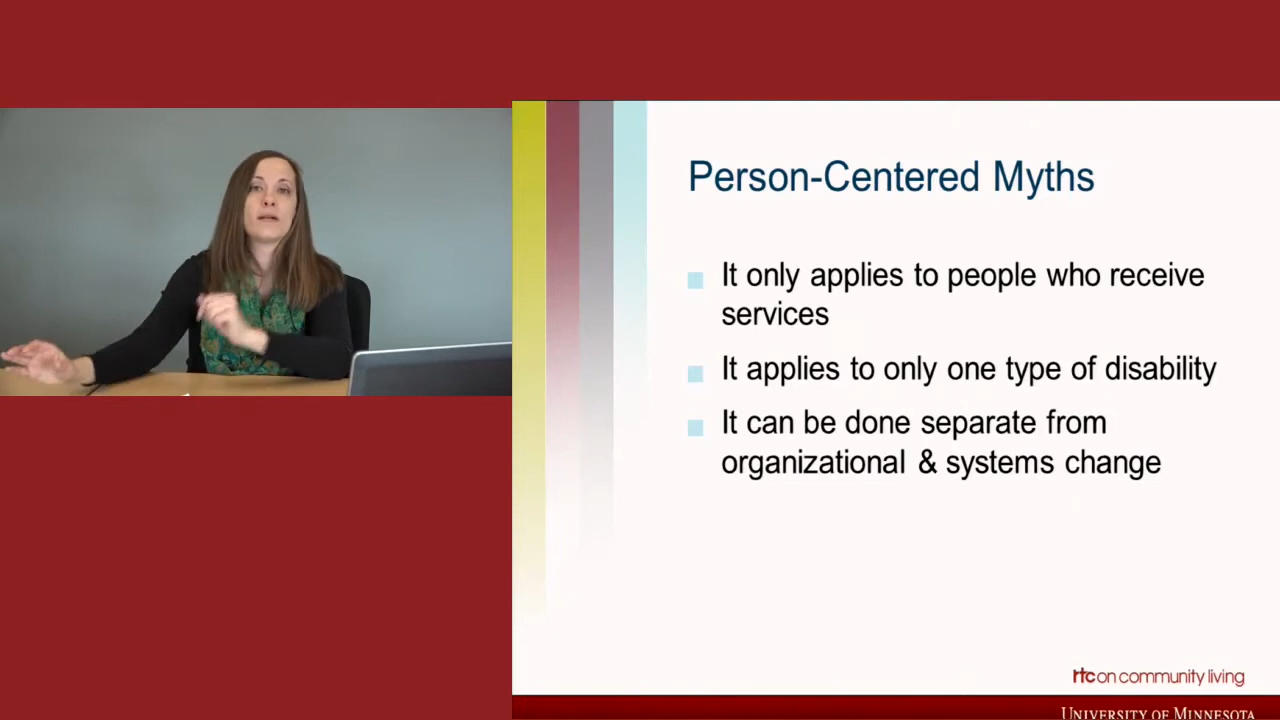 Person-Centered Myths
It only applies to people who receive
services
It applies to only one type of disability
It can be done separate from
organizational & systems change
rtc on community living
UNIVERSITY OF MINNESOTA